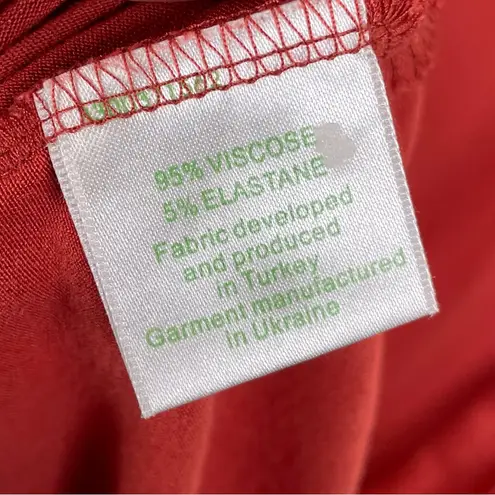 95% VISCOSE
5% ELASTANE
Fabric developed
and produced
in Turkey
Garment manufactured
in Ukraine